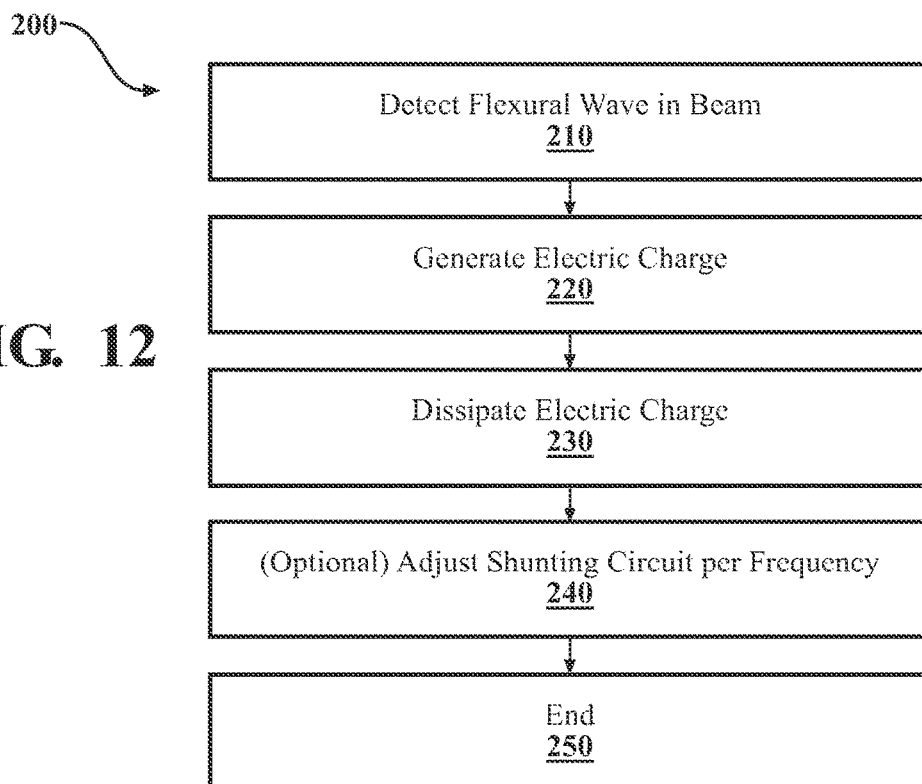 200
Detect Flexural Wave in Beam
210
Generate Electric Charge
220
IG. 12
Dissipate Electric Charge
230
(Optional) Adjust Shunting Circuit per Frequency
240
End
250